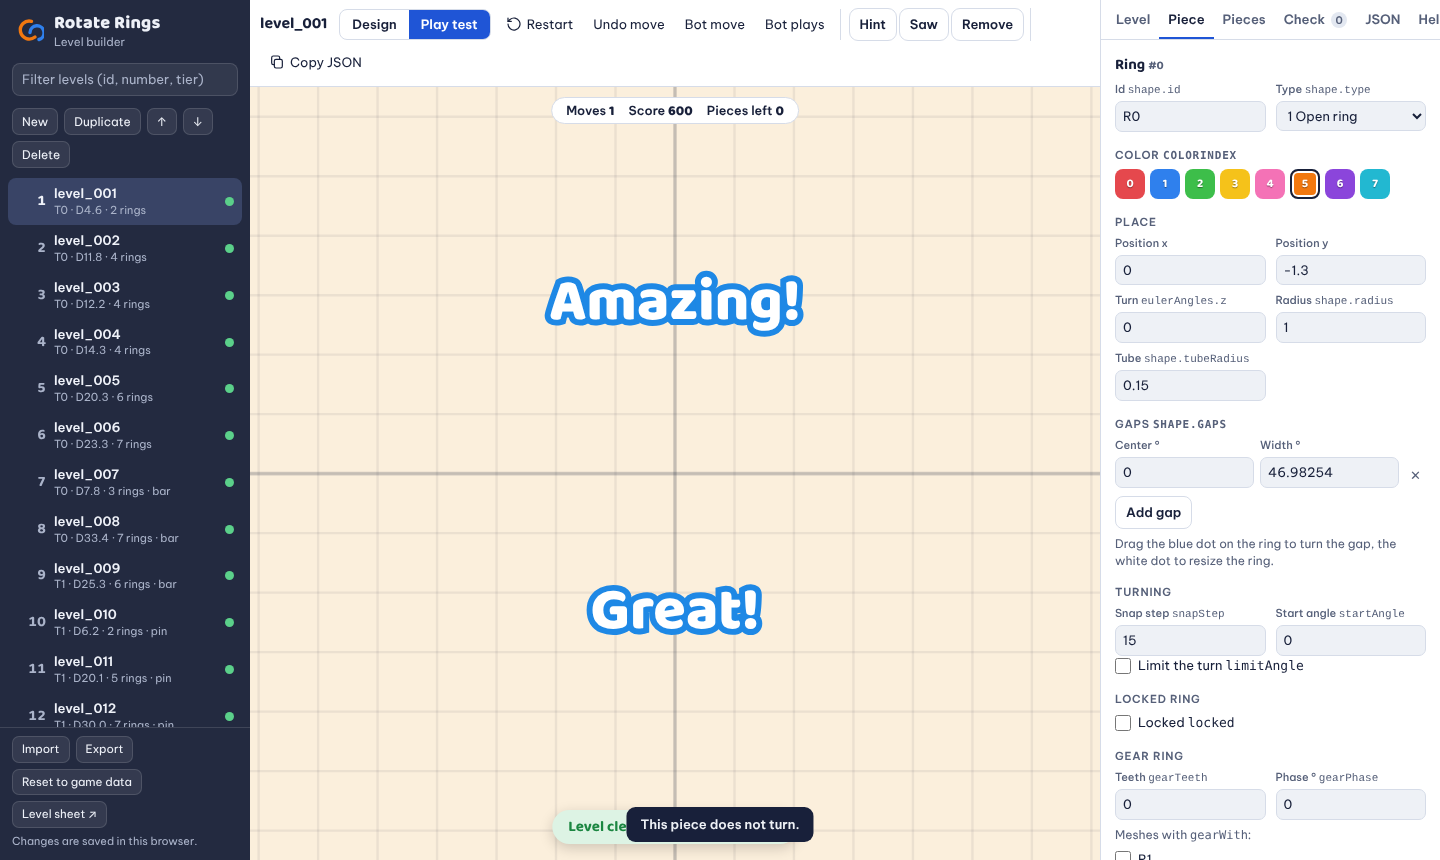 Rotate Rings
Level builder
Filter levels (id, number, tier)
New
Duplicate
↑
↓
Delete
1
level_001
T0 · D4.6 · 2 rings
2
level_002
T0 · D11.8 · 4 rings
3
level_003
T0 · D12.2 · 4 rings
4
level_004
T0 · D14.3 · 4 rings
5
level_005
T0 · D20.3 · 6 rings
6
level_006
T0 · D23.3 · 7 rings
7
level_007
T0 · D7.8 · 3 rings · bar
8
level_008
T0 · D33.4 · 7 rings · bar
9
level_009
T1 · D25.3 · 6 rings · bar
10
level_010
T1 · D6.2 · 2 rings · pin
11
level_011
T1 · D20.1 · 5 rings · pin
12
level_012
T1 · D30.0 · 7 rings · pin
Import
Export
Reset to game data
Level sheet ↗
Changes are saved in this browser.
level_001
Design
Play test
Restart
Undo move
Bot move
Bot plays
Hint
Saw
Remove
Copy JSON
Moves 1 Score 600 Pieces left 0
Amazing!
Great!
Level cle
This piece does not turn.
Level
Piece
Pieces
Check 0
JSON
Hel
Ring #0
Id shape.id
Type shape.type
R0
1 Open ring
COLOR COLORINDEX
0 1 2 3 4 5 6 7
PLACE
Position x
Position y
0
-1.3
Turn eulerAngles.z
Radius shape.radius
0
1
Tube shape.tubeRadius
0.15
GAPS SHAPE.GAPS
Center °
Width °
0
46.98254
×
Add gap
Drag the blue dot on the ring to turn the gap, the
white dot to resize the ring.
TURNING
Snap step snapStep
Start angle startAngle
15
0
Limit the turn limitAngle
LOCKED RING
Locked locked
GEAR RING
Teeth gearTeeth
Phase ° gearPhase
0
0
Meshes with gearWith:
R1